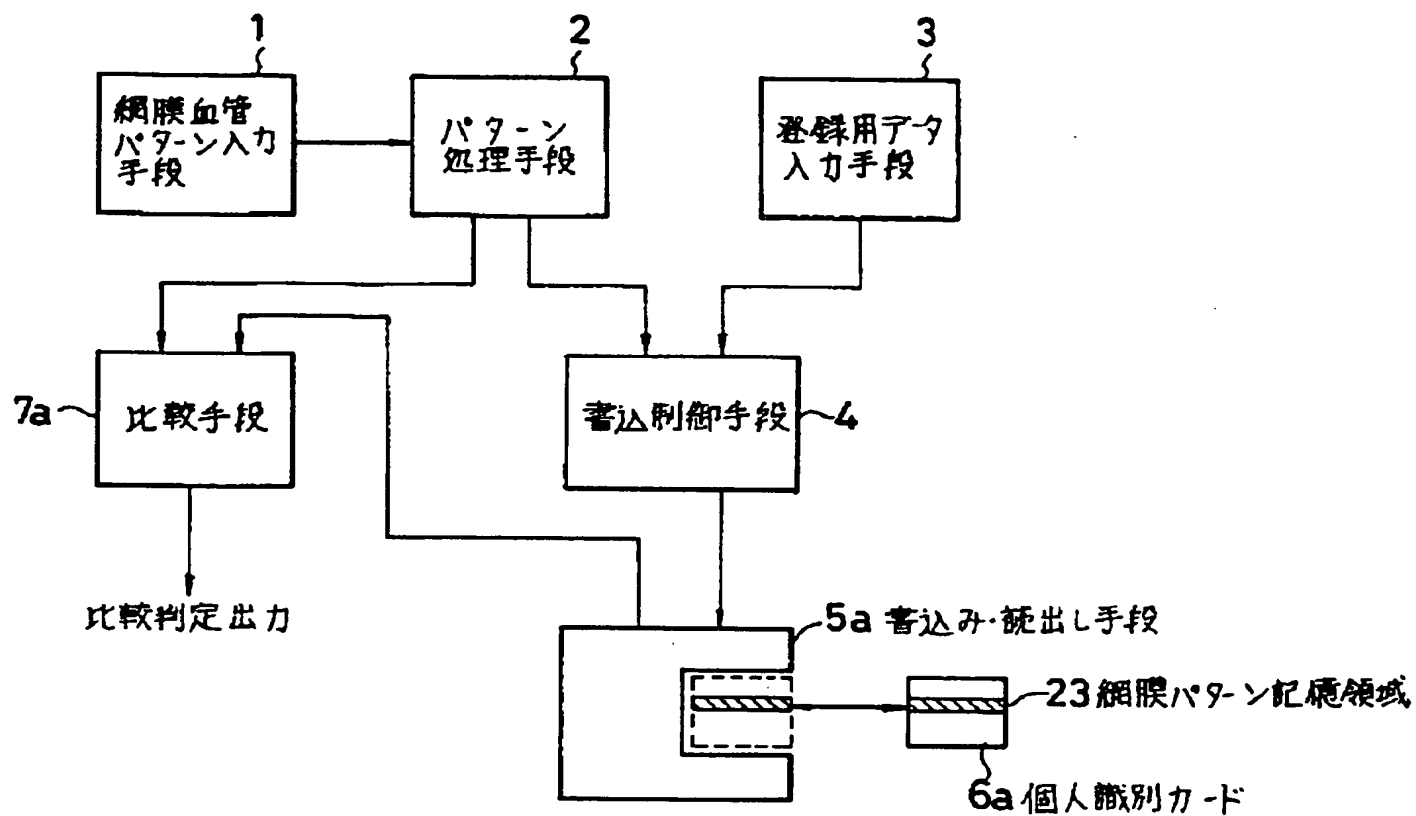 1
2
3
網膜血管
パターン入力
手段
パターン
処理手段
登録用データ
入力手段
7a
比較手段
書込制御手段
4
比較判定出力
5a 書込み・読出し手段
23 網膜パターン記憶領域
6a 個人識別カード